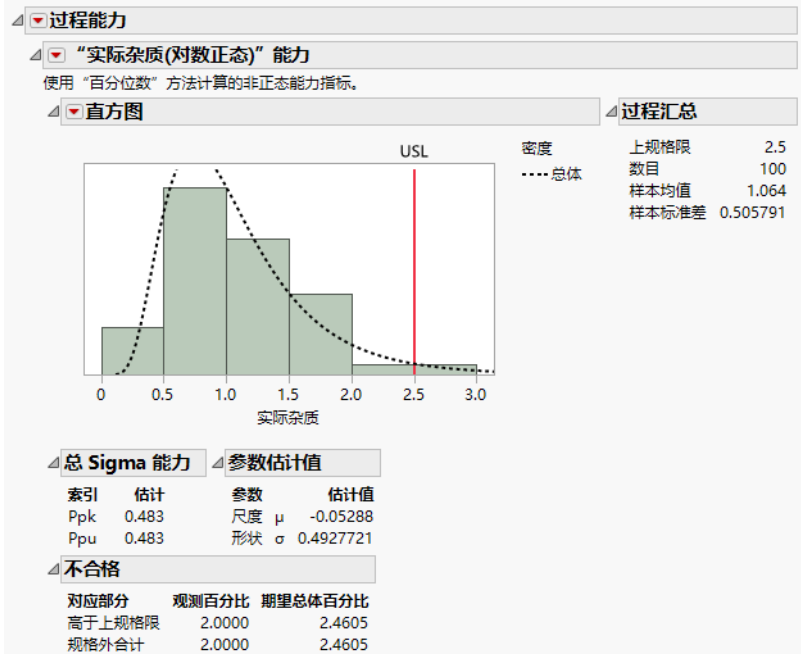 过程能力
“实际杂质(对数正态)”能力
使用“百分位数”方法计算的非正态能力指标。
直方图
USL
密度
总体
0 0.5 1.0 1.5 2.0 2.5 3.0
实际杂质
过程汇总
上规格限 2.5
数目 100
样本均值 1.064
样本标准差 0.505791
总 Sigma 能力
索引 估计
Ppk 0.483
Ppu 0.483
参数估计值
参数 估计值
尺度 μ -0.05288
形状 σ 0.4927721
不合格
对应部分 观测百分比 期望总体百分比
高于上规格限 2.0000 2.4605
规格外合计 2.0000 2.4605